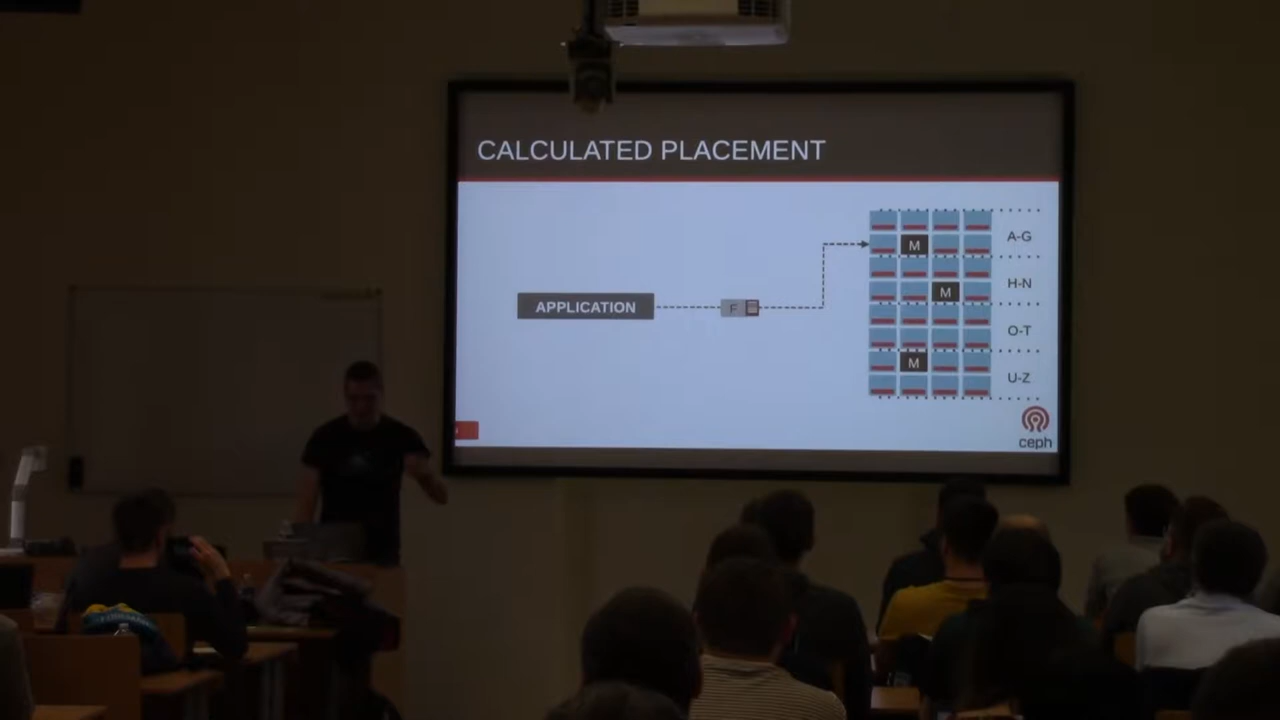 CALCULATED PLACEMENT
A-G
M
H-N
M
APPLICATION
F
O-T
M
U-Z
ceph